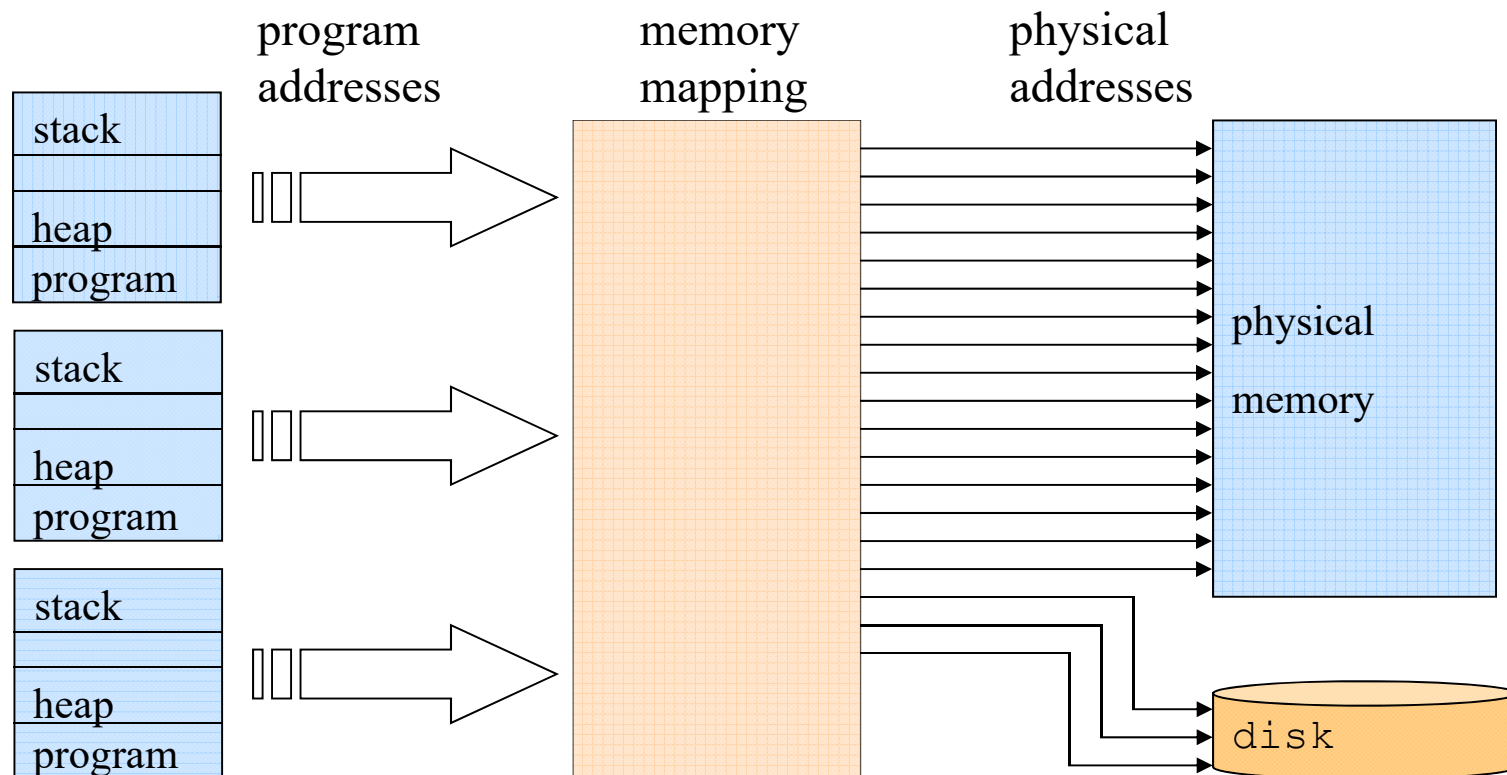 program
addresses
memory
mapping
physical
addresses
stack
heap
program
stack
heap
program
stack
heap
program
physical
memory
disk